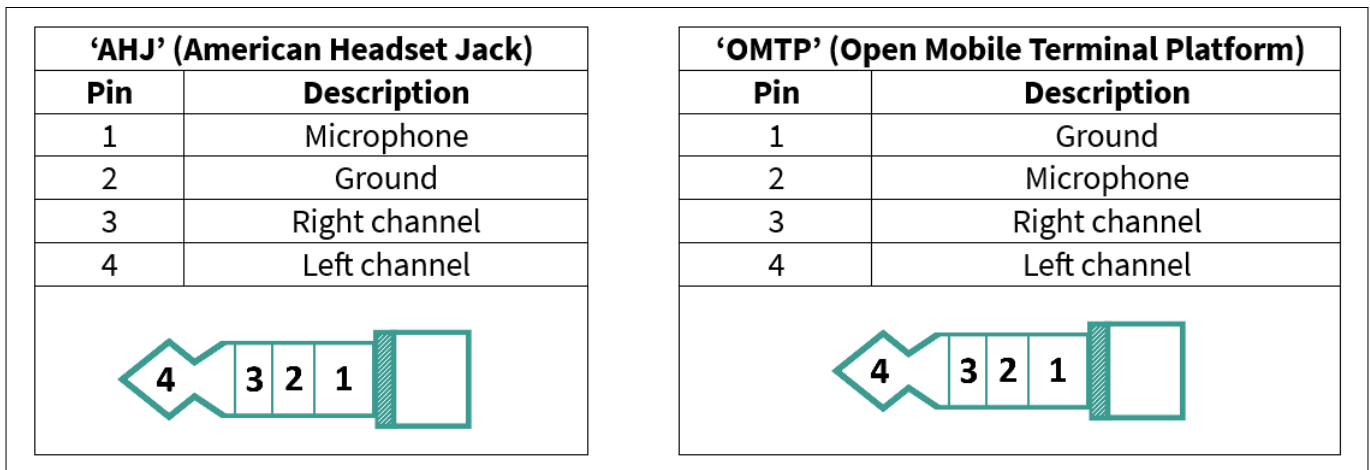 ‘AHJ’ (American Headset Jack)
Pin Description
1 Microphone
2 Ground
3 Right channel
4 Left channel
4 3 2 1
‘OMTP’ (Open Mobile Terminal Platform)
Pin Description
1 Ground
2 Microphone
3 Right channel
4 Left channel
4 3 2 1